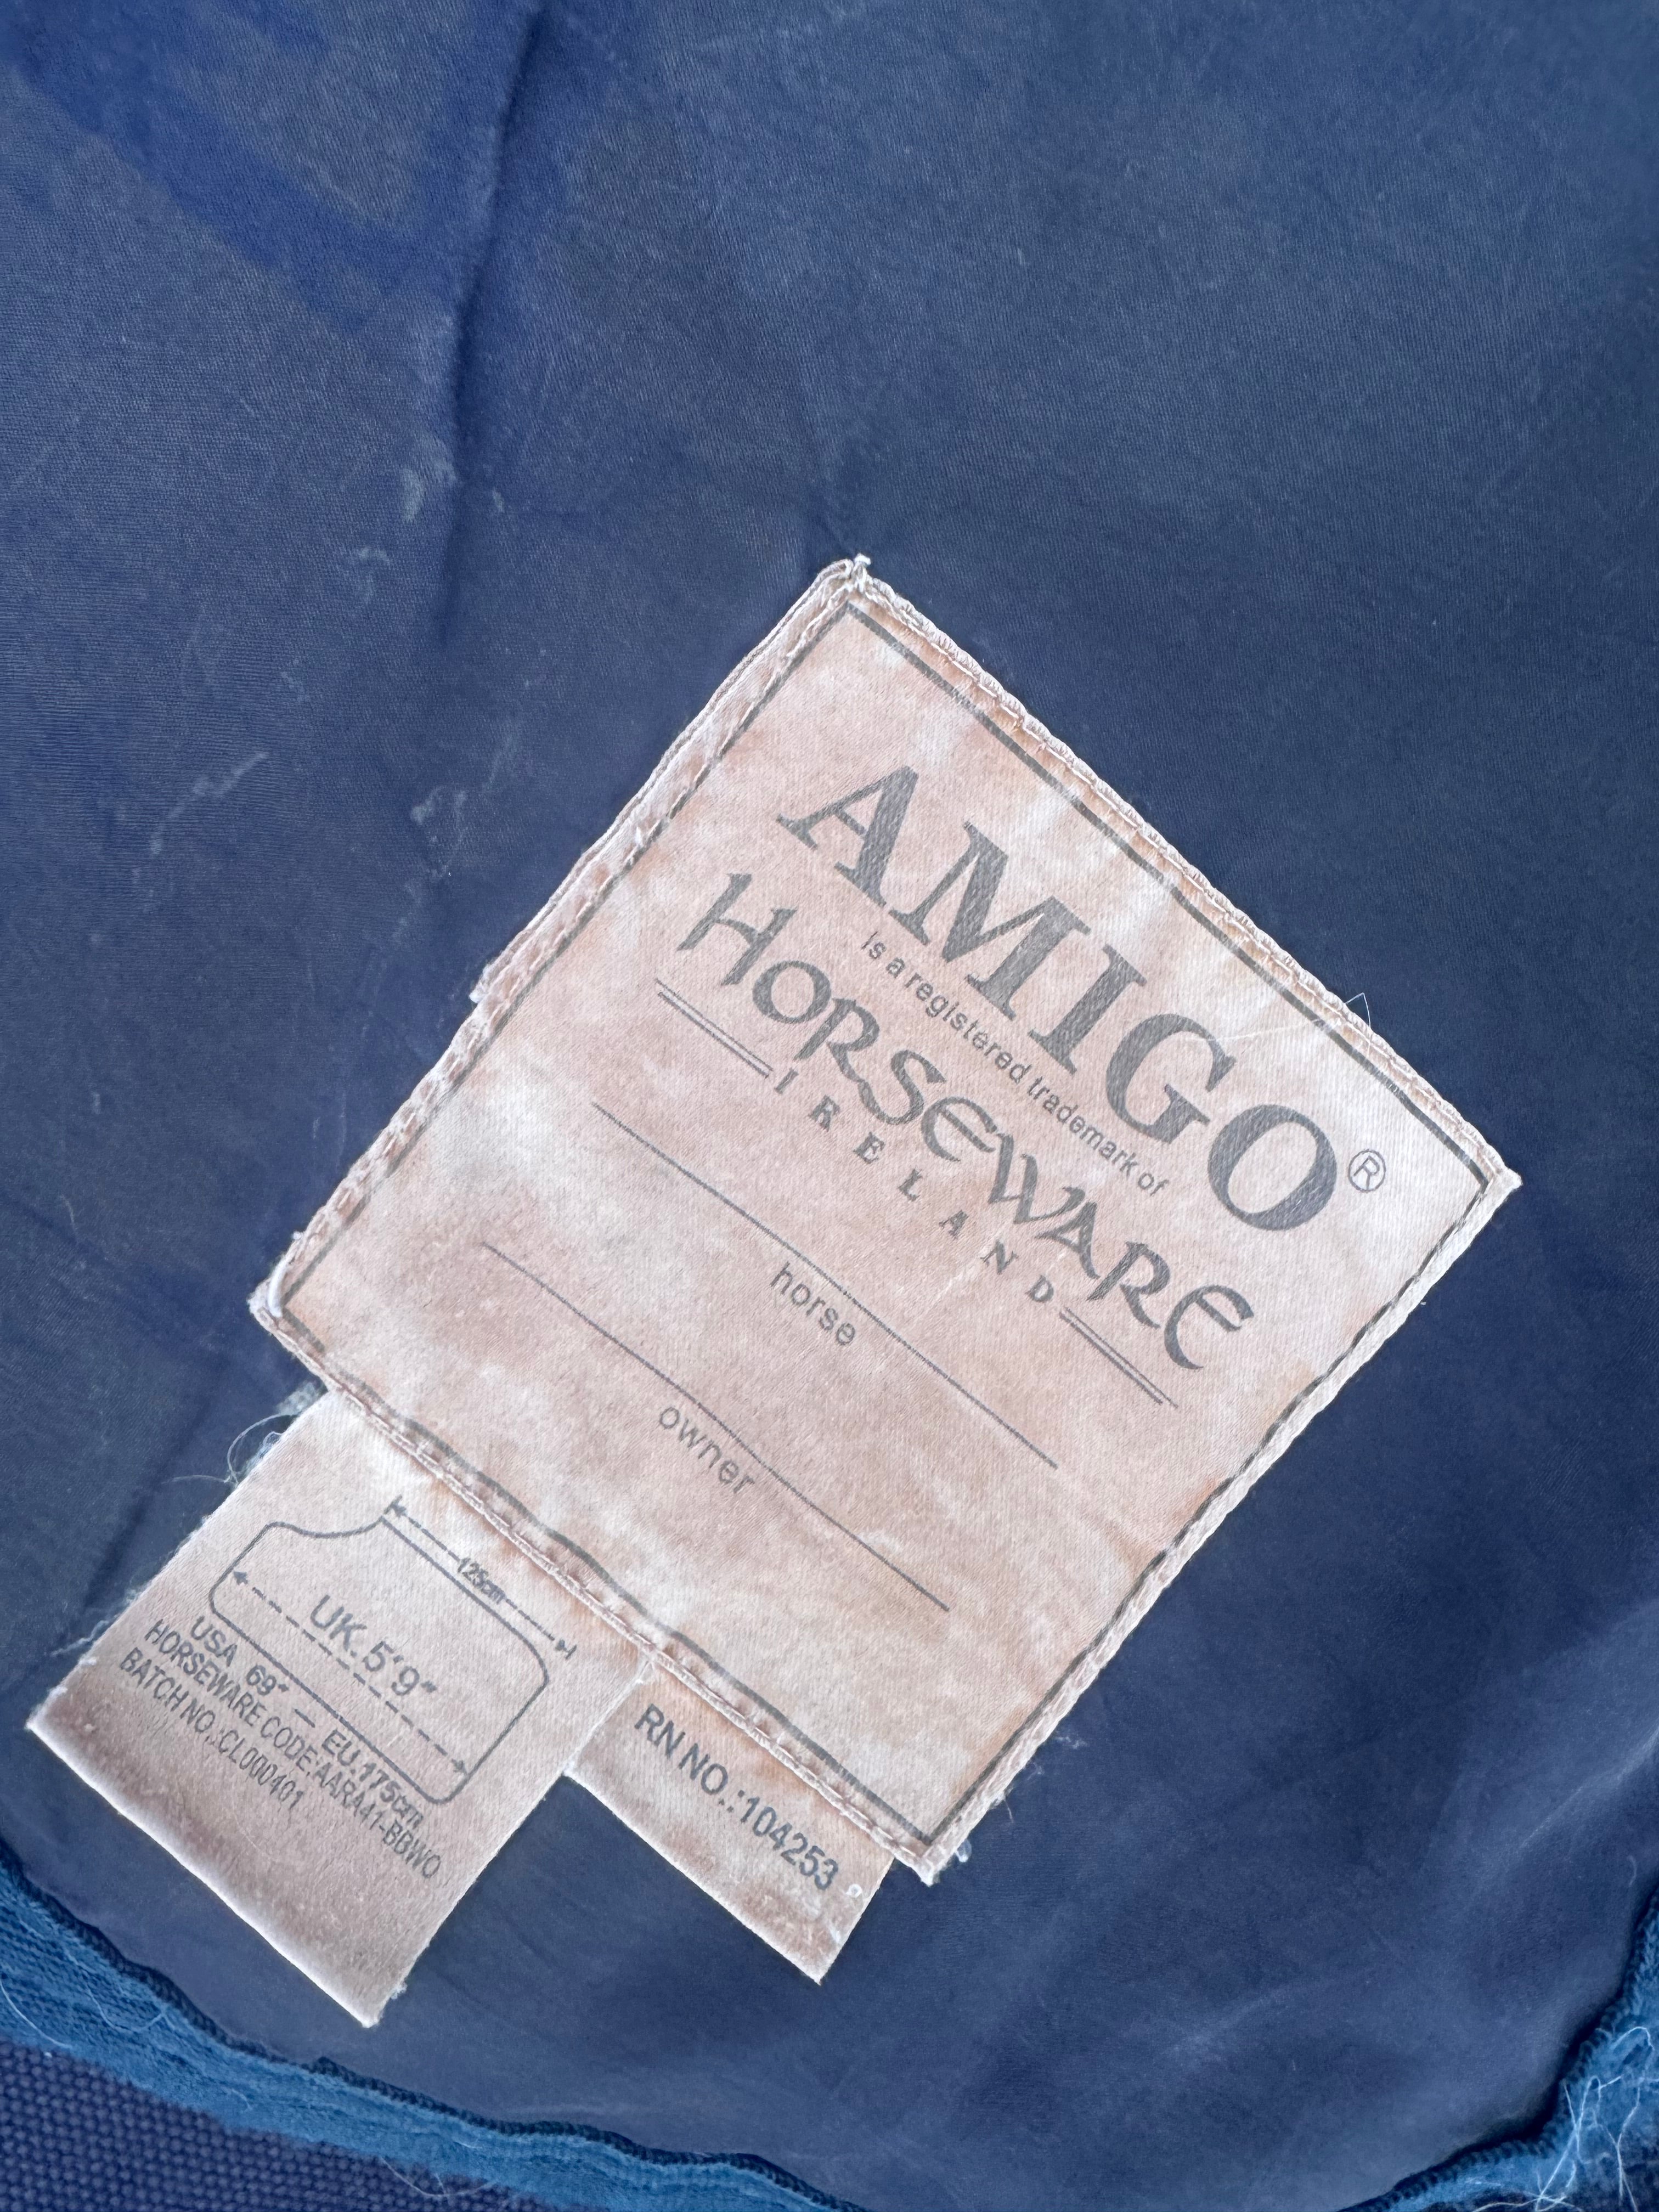 AMIGO®
is a registered trademark of
HORSEWARE
IRELAND
horse
owner
125cm
UK.5'9"
USA 69" — EU.175cm
HORSEWARE CODE:AARA41-BBW0
BATCH NO.:CL000401
RN NO.:104253